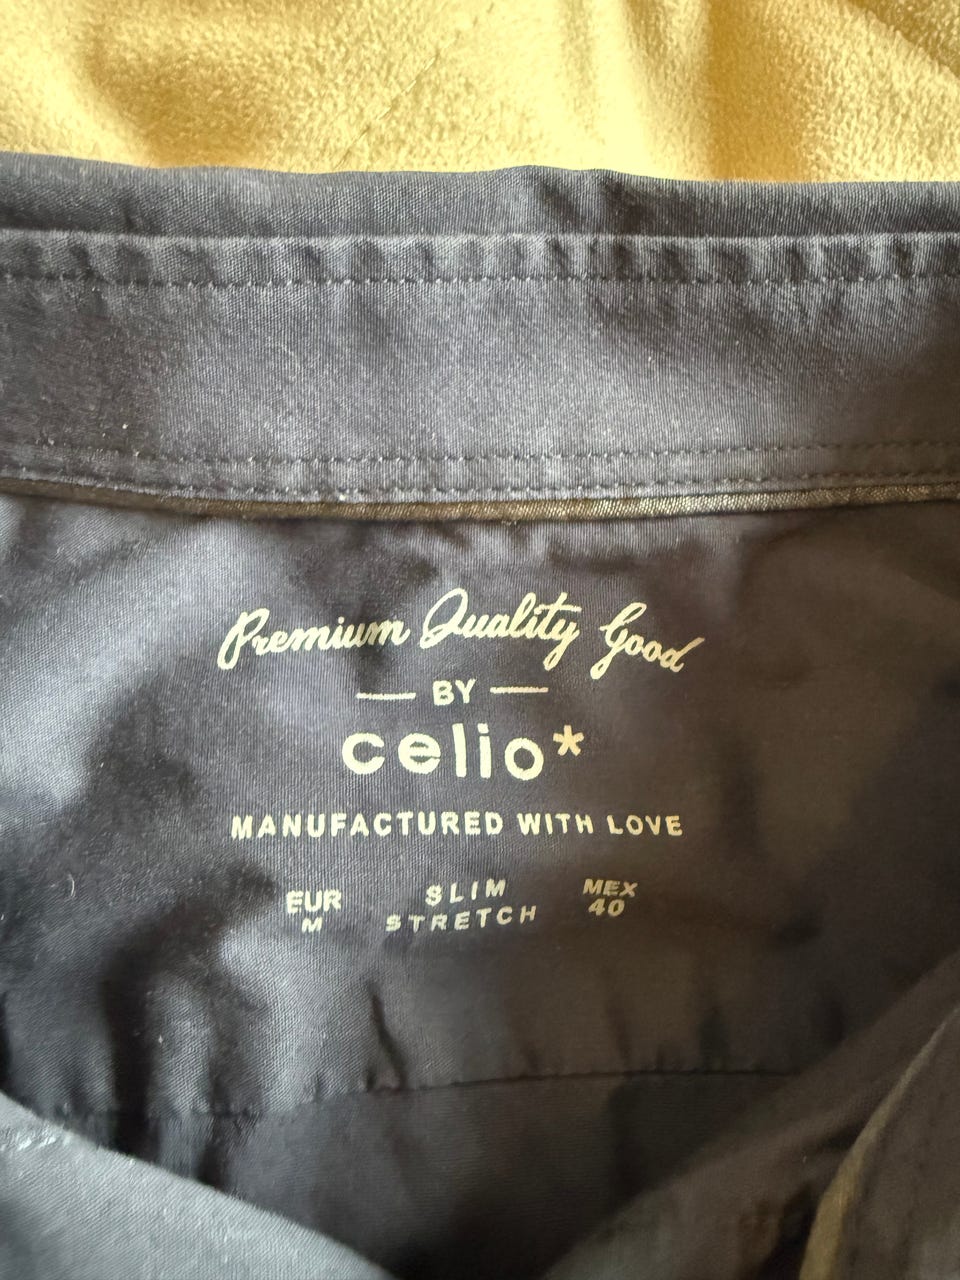 Premium Quality Good
BY
celio*
MANUFACTURED WITH LOVE
EUR SLIM MEX
M STRETCH 40